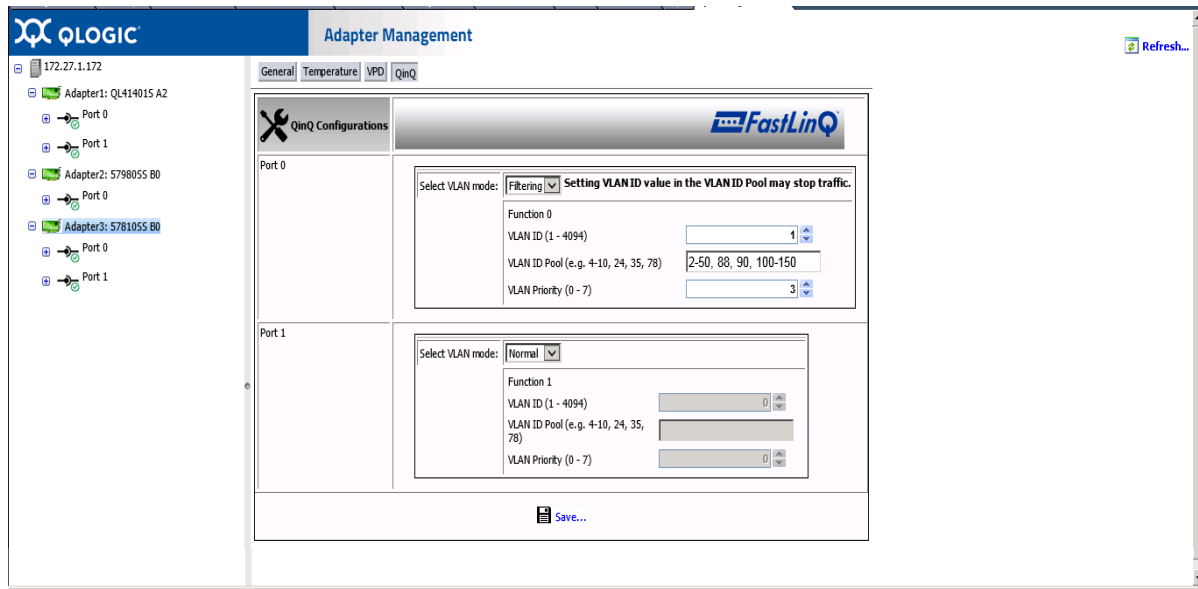 QLOGIC
Adapter Management
Refresh...
172.27.1.172
Adapter1: QL41401S A2
Port 0
Port 1
Adapter2: 57980SS B0
Port 0
Adapter3: 57810SS B0
Port 0
Port 1
General Temperature VPD QinQ
QinQ Configurations
FastLinQ
Port 0
Select VLAN mode: Filtering Setting VLAN ID value in the VLAN ID Pool may stop traffic.
Function 0
VLAN ID (1 - 4094) 1
VLAN ID Pool (e.g. 4-10, 24, 35, 78) 2-50, 88, 90, 100-150
VLAN Priority (0 - 7) 3
Port 1
Select VLAN mode: Normal
Function 1
VLAN ID (1 - 4094) 0
VLAN ID Pool (e.g. 4-10, 24, 35,
78)
VLAN Priority (0 - 7) 0
Save...